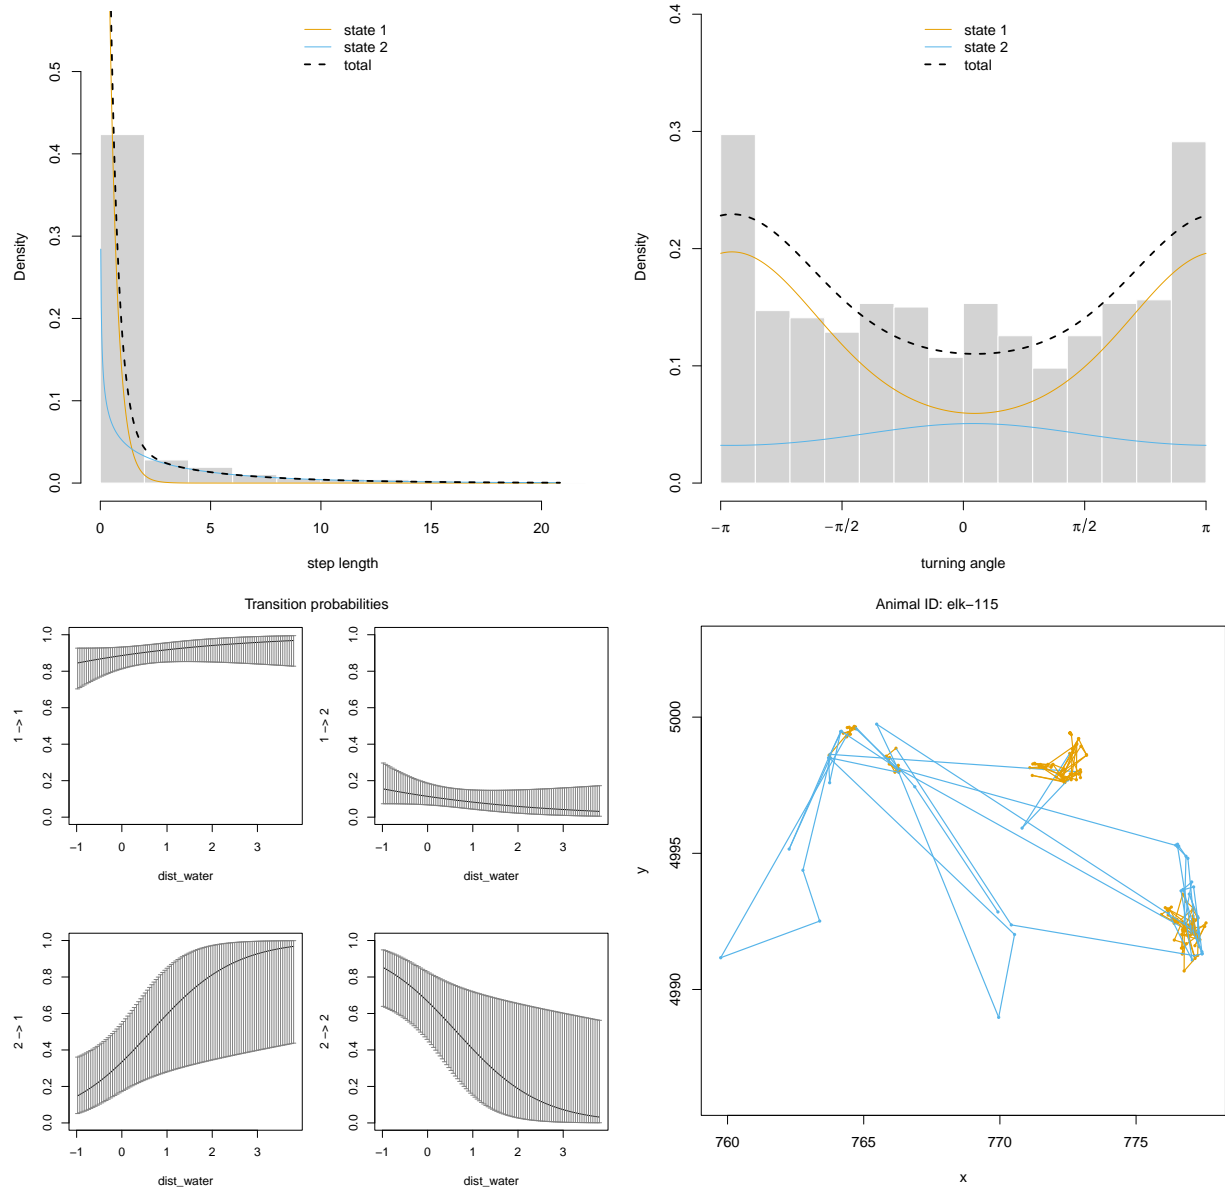 state 1
state 2
total
Density
0.0 0.1 0.2 0.3 0.4 0.5
0 5 10 15 20
step length
state 1
state 2
total
Density
0.0 0.1 0.2 0.3 0.4
−π −π/2 0 π/2 π
turning angle
Transition probabilities
1 −> 1
0.0 0.2 0.4 0.6 0.8 1.0
−1 0 1 2 3
dist_water
1 −> 2
0.0 0.2 0.4 0.6 0.8 1.0
−1 0 1 2 3
dist_water
2 −> 1
0.0 0.2 0.4 0.6 0.8 1.0
−1 0 1 2 3
dist_water
2 −> 2
0.0 0.2 0.4 0.6 0.8 1.0
−1 0 1 2 3
dist_water
Animal ID: elk−115
y
4990 4995 5000
760 765 770 775
x